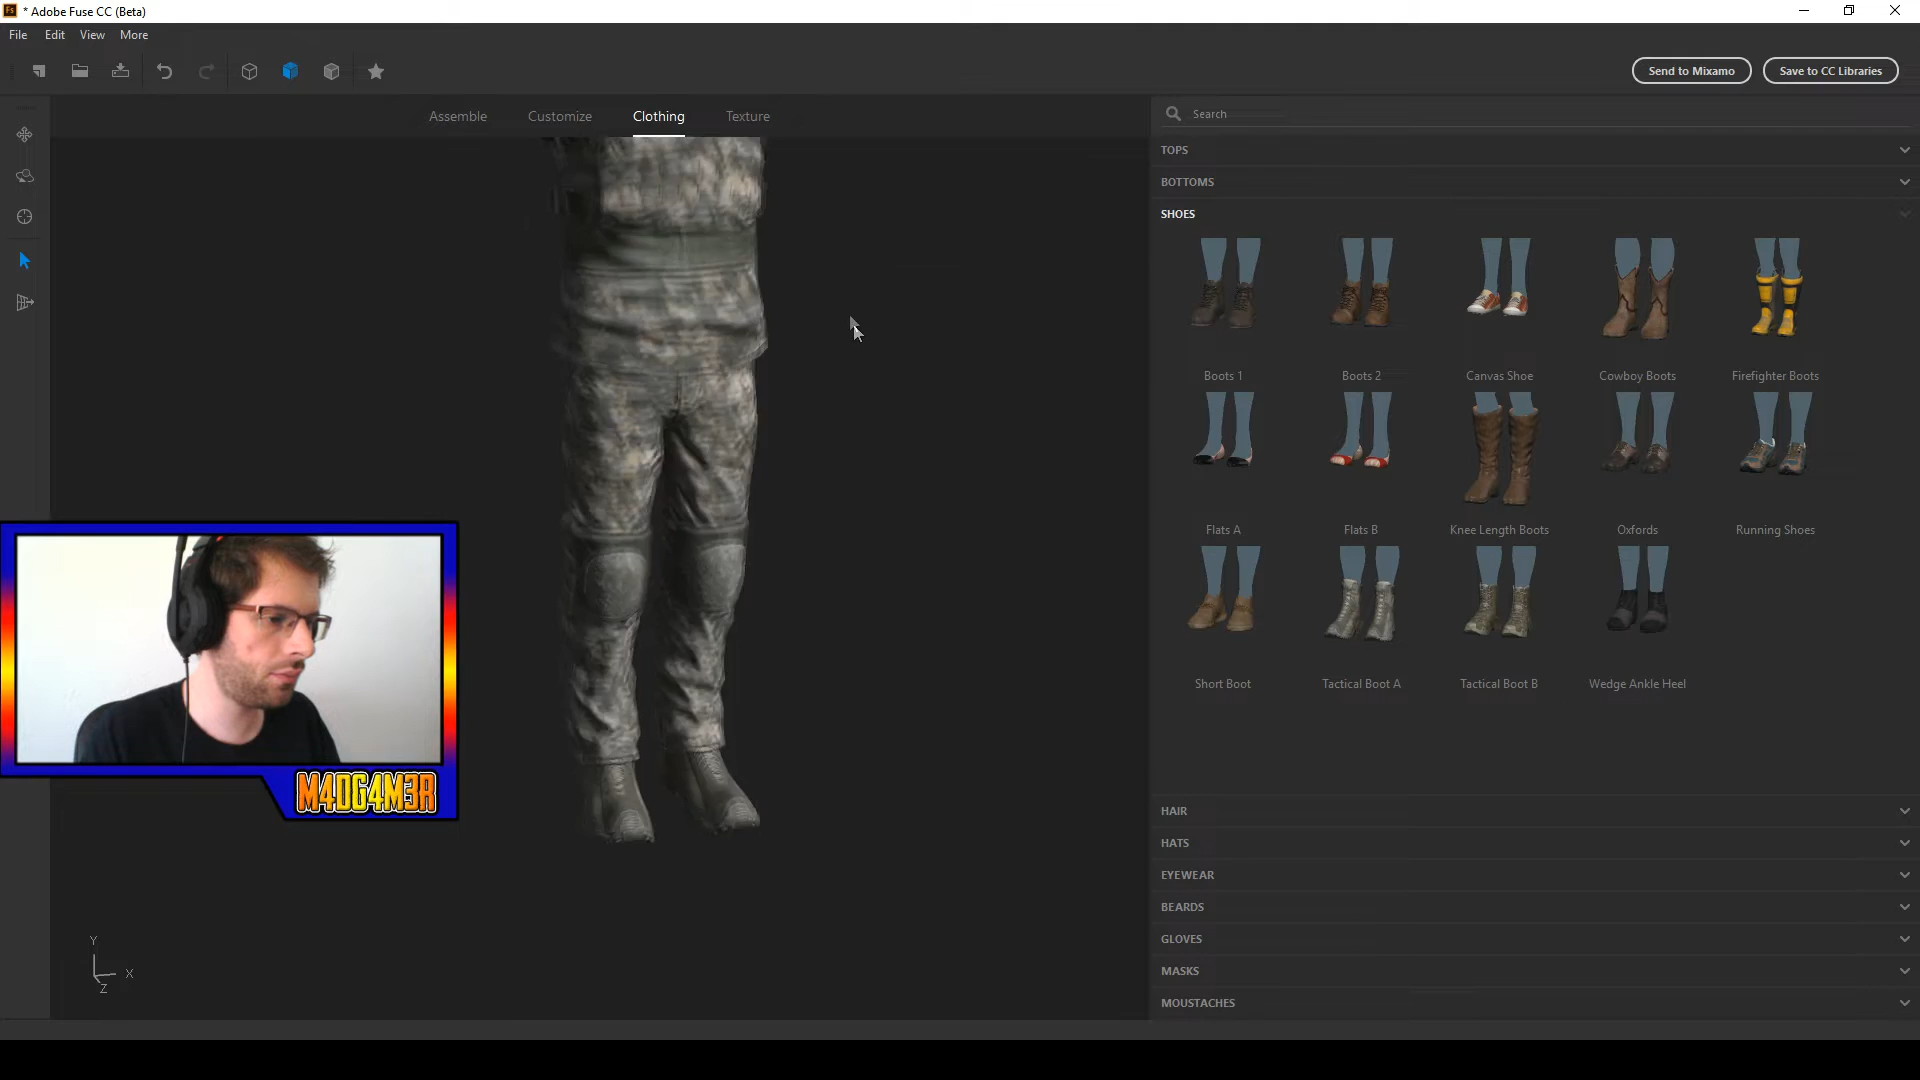 * Adobe Fuse CC (Beta)
File Edit View More
Send to Mixamo Save to CC Libraries
Assemble Customize Clothing Texture
Search
TOPS
BOTTOMS
SHOES
Boots 1 Boots 2 Canvas Shoe Cowboy Boots Firefighter Boots
Flats A Flats B Knee Length Boots Oxfords Running Shoes
Short Boot Tactical Boot A Tactical Boot B Wedge Ankle Heel
M4DG4M3R
HAIR
HATS
EYEWEAR
BEARDS
GLOVES
MASKS
MOUSTACHES
Y
X
Z
Fs